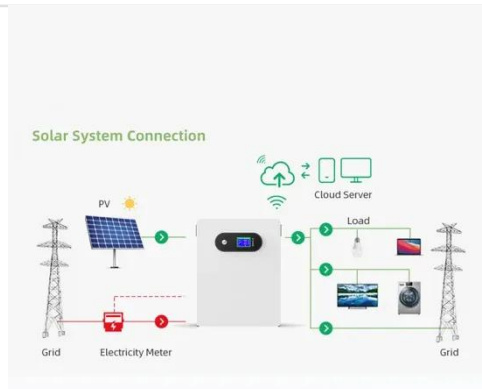 Solar System Connection
Cloud Server
PV
Load
Grid
Electricity Meter
Grid